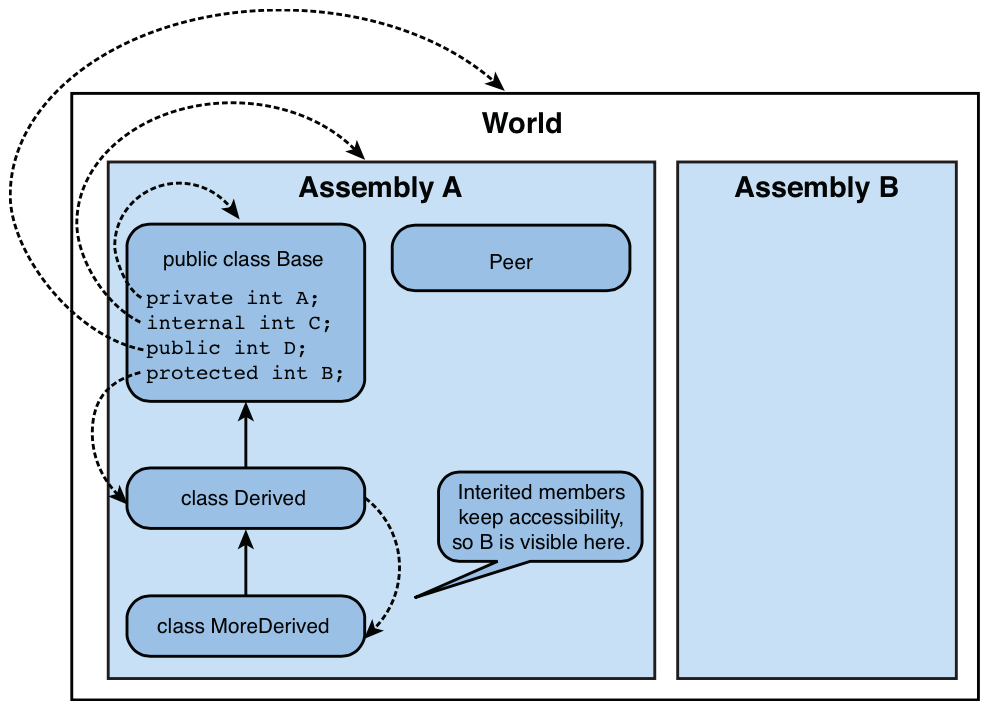 World
Assembly A
Assembly B
public class Base
private int A;
internal int C;
public int D;
protected int B;
Peer
class Derived
Interited members
keep accessibility,
so B is visible here.
class MoreDerived